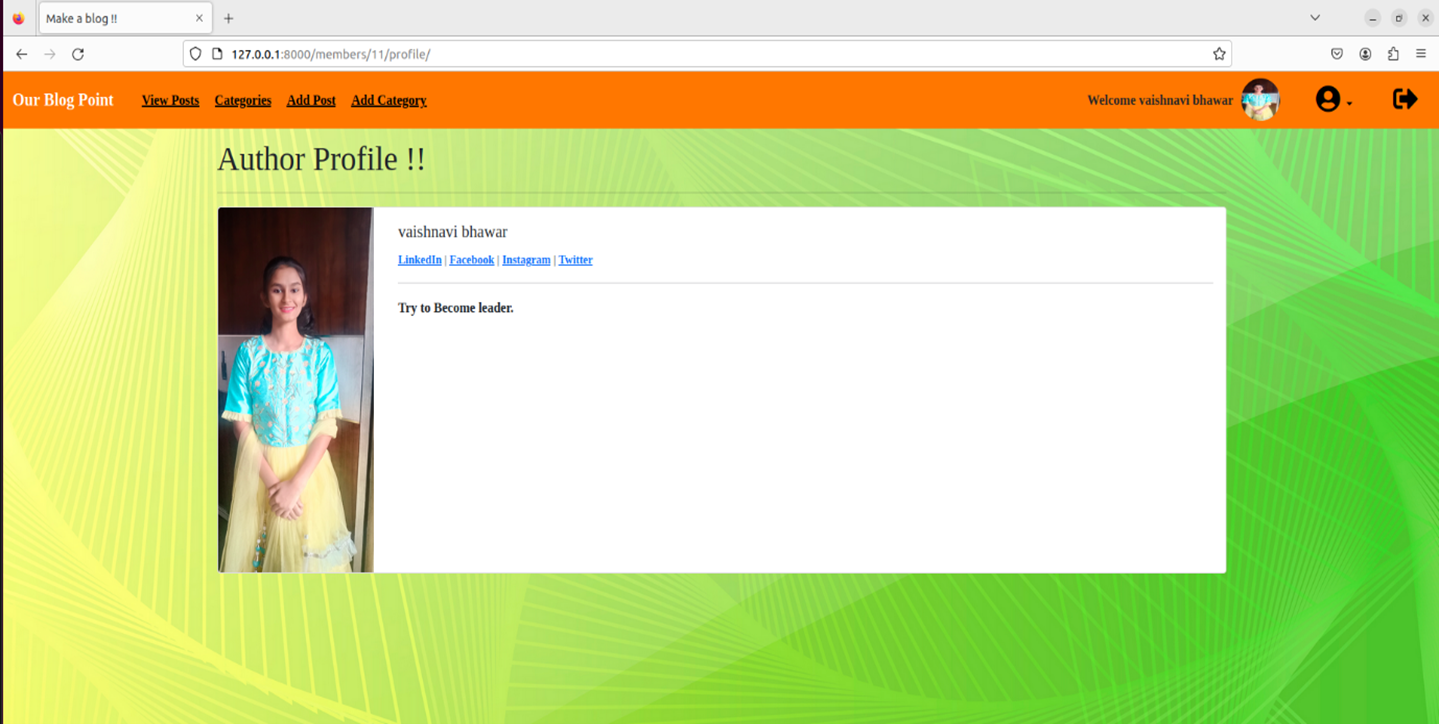 Make a blog !!
127.0.0.1:8000/members/11/profile/
Our Blog Point View Posts Categories Add Post Add Category Welcome vaishnavi bhawar
Author Profile !!
vaishnavi bhawar
LinkedIn | Facebook | Instagram | Twitter
Try to Become leader.